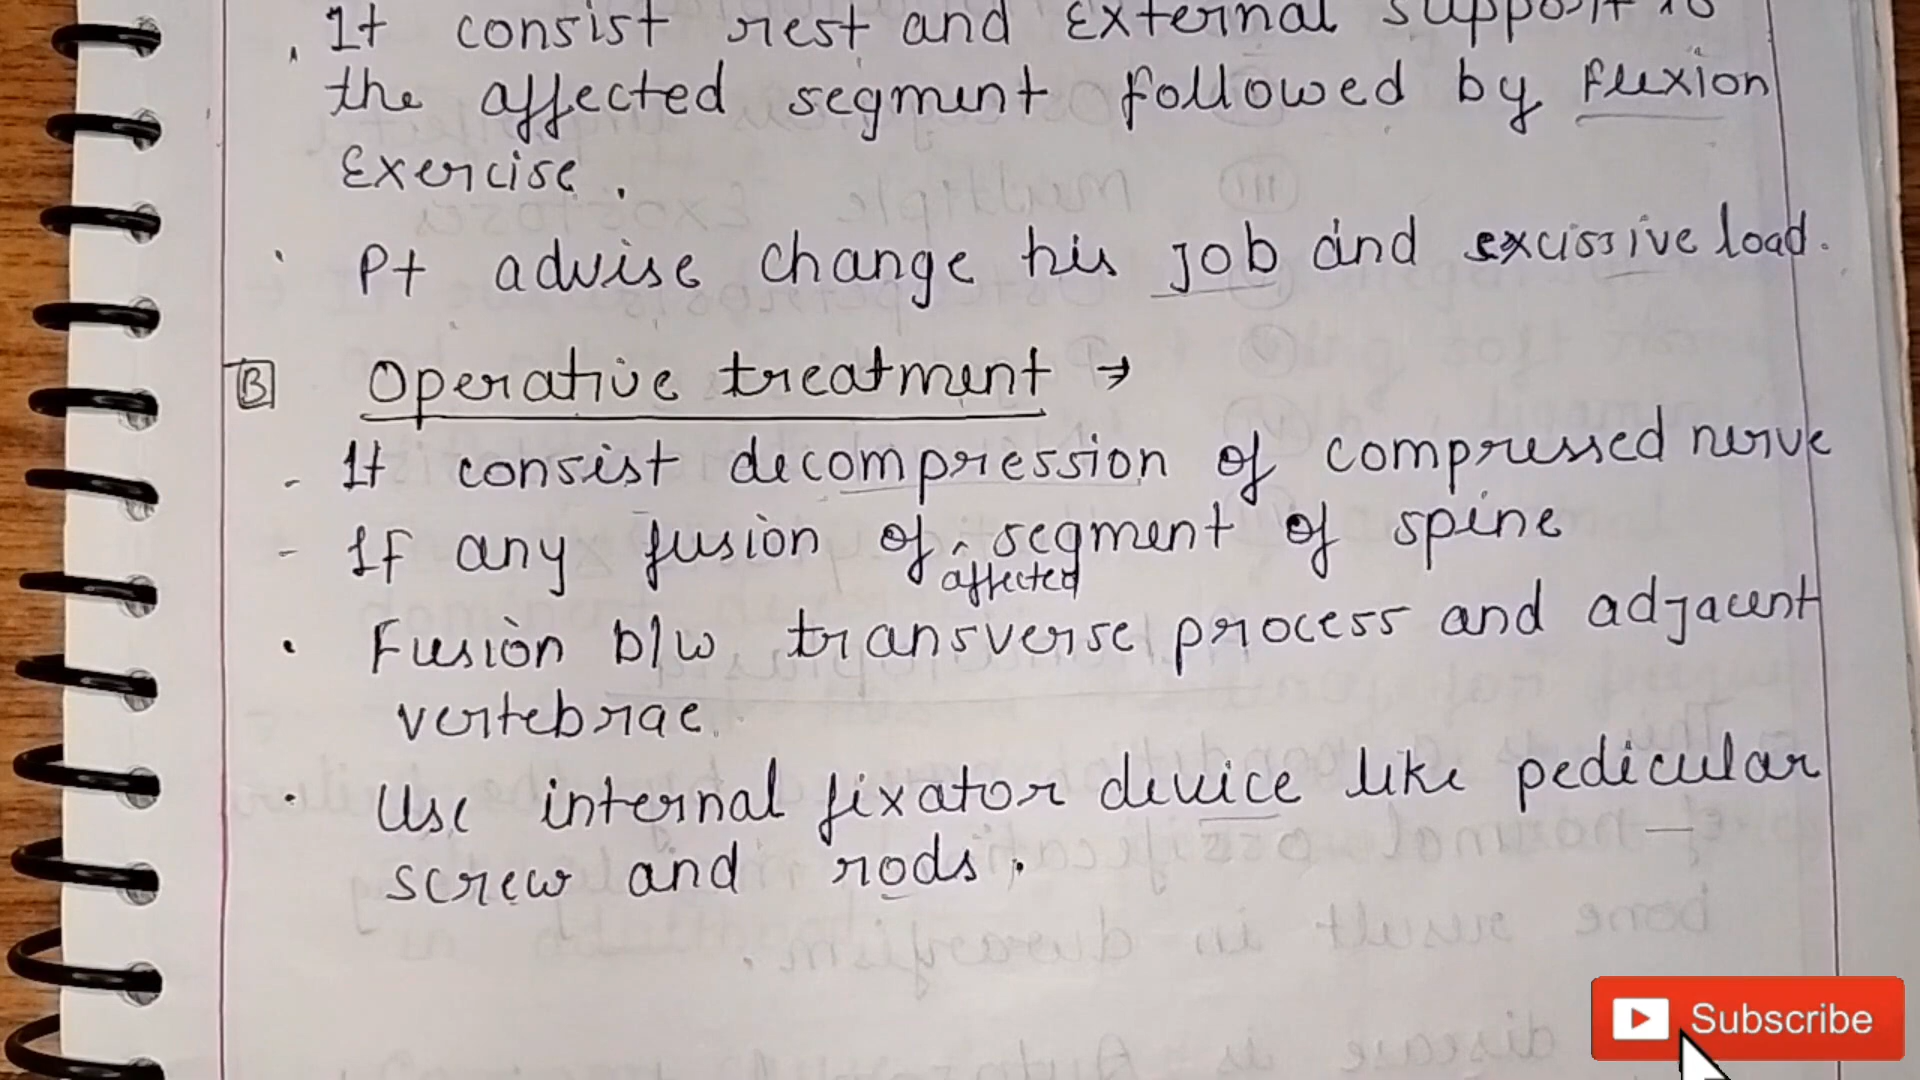 . It consist rest and External support to
the affected segment followed by flexion
Exercise.
. Pt advise change his job and excissive load.
B Operative treatment →
- It consist decompression of compressed nerve
- If any fusion of ^ segment of spine
affected
. Fusion b/w transverse process and adjacent
vertebrae.
. Use internal fixator device like pedicular
screw and rods.
Subscribe